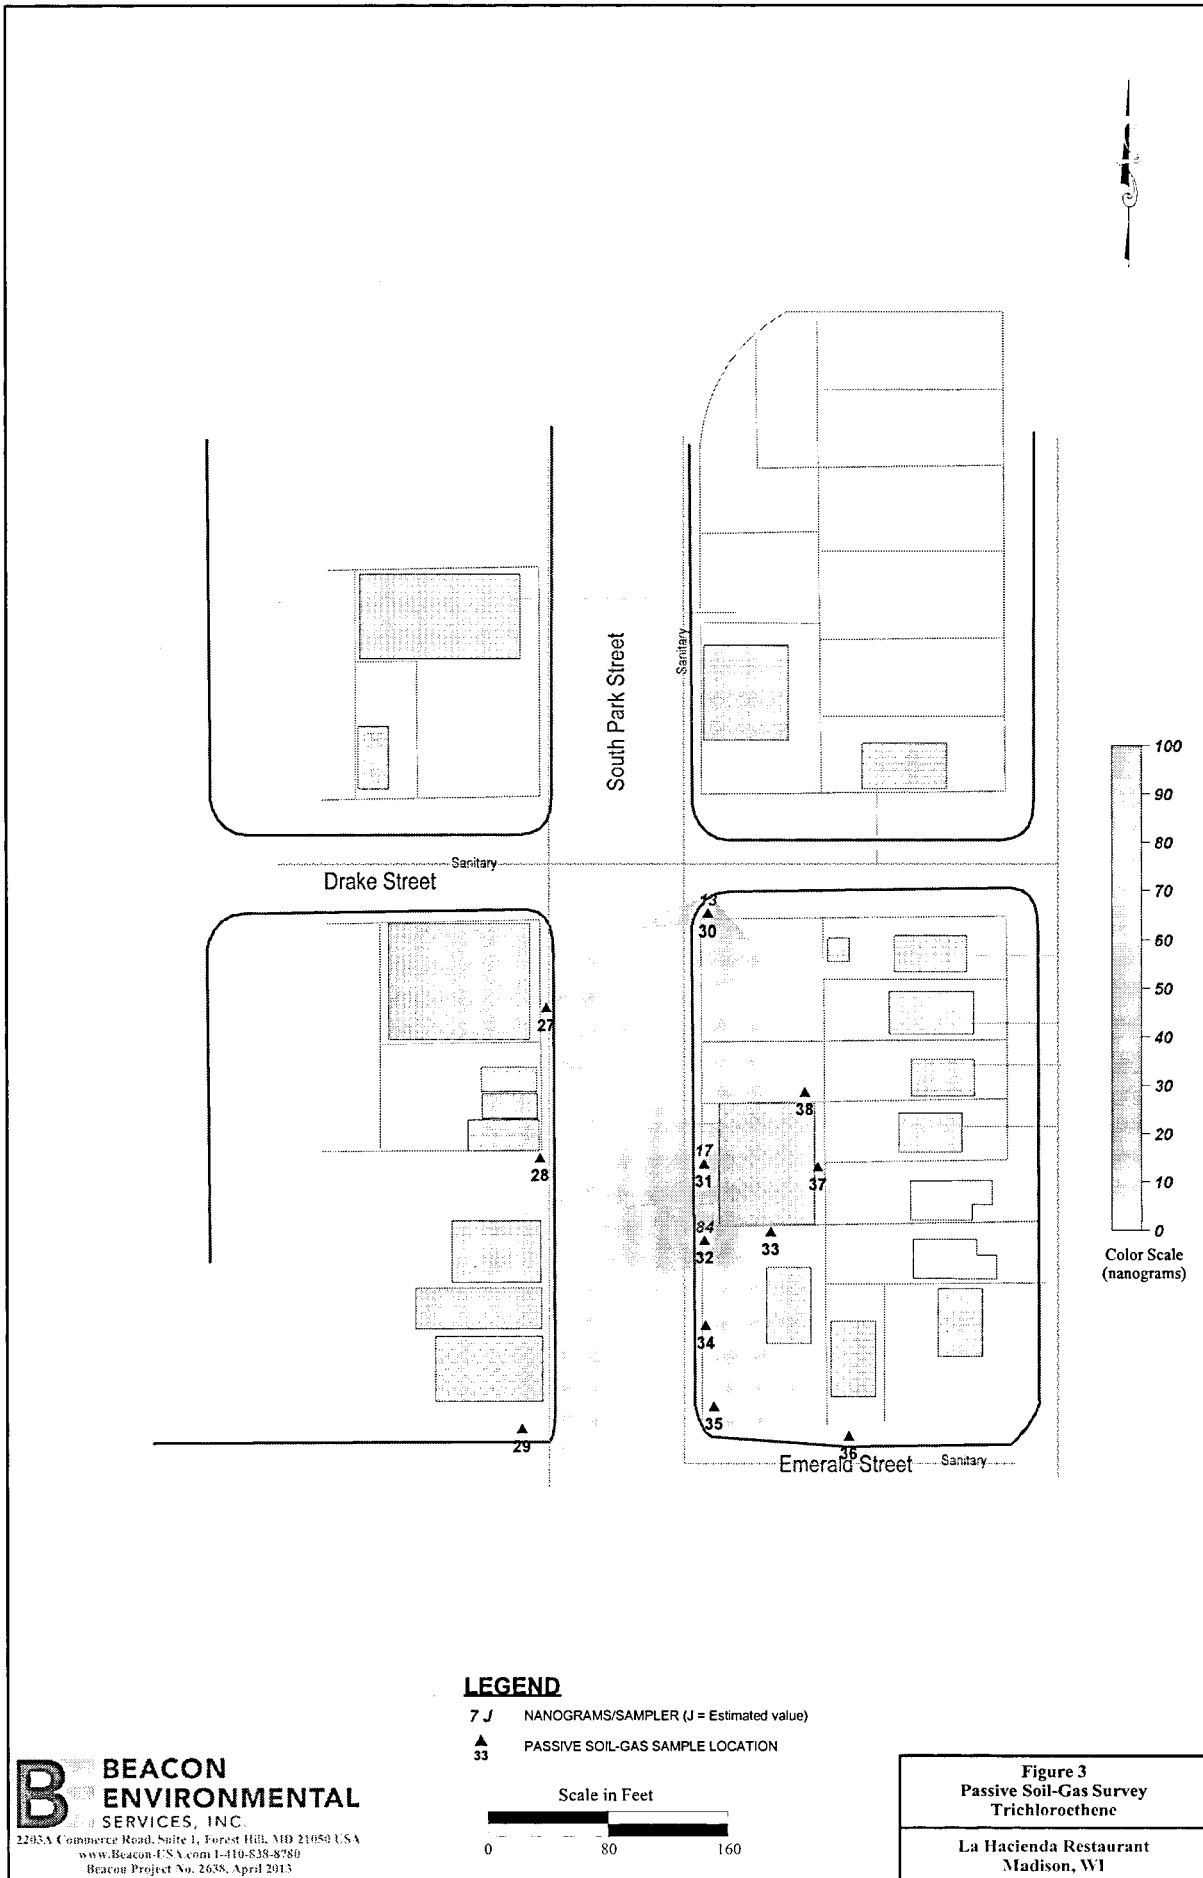 South Park Street
Sanitary
100
90
80
70
60
50
40
30
20
10
0
Color Scale
(nanograms)
Sanitary
Drake Street
13
30
27
38
17
31
28
37
84
32
33
34
35
29
36
Emerald Street
Sanitary
LEGEND
7 J NANOGRAMS/SAMPLER (J = Estimated value)
33 PASSIVE SOIL-GAS SAMPLE LOCATION
Scale in Feet
0 80 160
B BEACON
ENVIRONMENTAL
SERVICES, INC.
2203A Commerce Road, Suite 1, Forest Hill, MD 21050 USA
www.Beacon-USA.com 1-410-838-8780
Beacon Project No. 2638, April 2013
Figure 3
Passive Soil-Gas Survey
Trichloroethene
La Hacienda Restaurant
Madison, WI